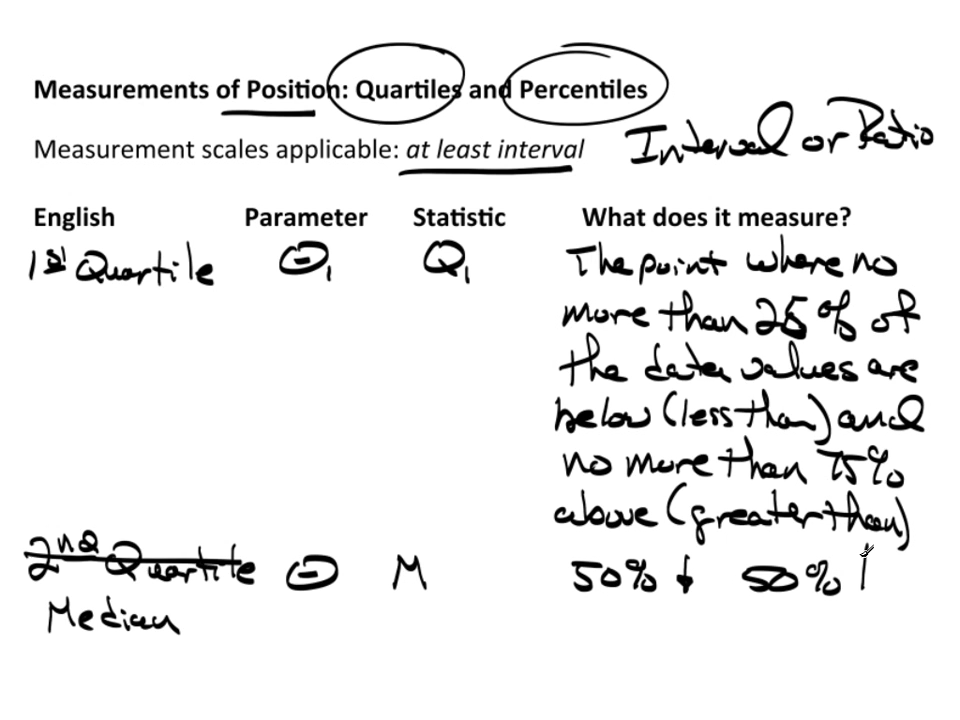 Measurements of Position: Quartiles and Percentiles
Measurement scales applicable: at least interval
Interval or Ratio
English Parameter Statistic What does it measure?
1st Quartile Θ₁ Q₁ The point where no
more than 25% of
the data values are
below (less than) and
no more than 75%
above (greater than)
2nd Quartile Θ M 50% ↓ 50%
Median